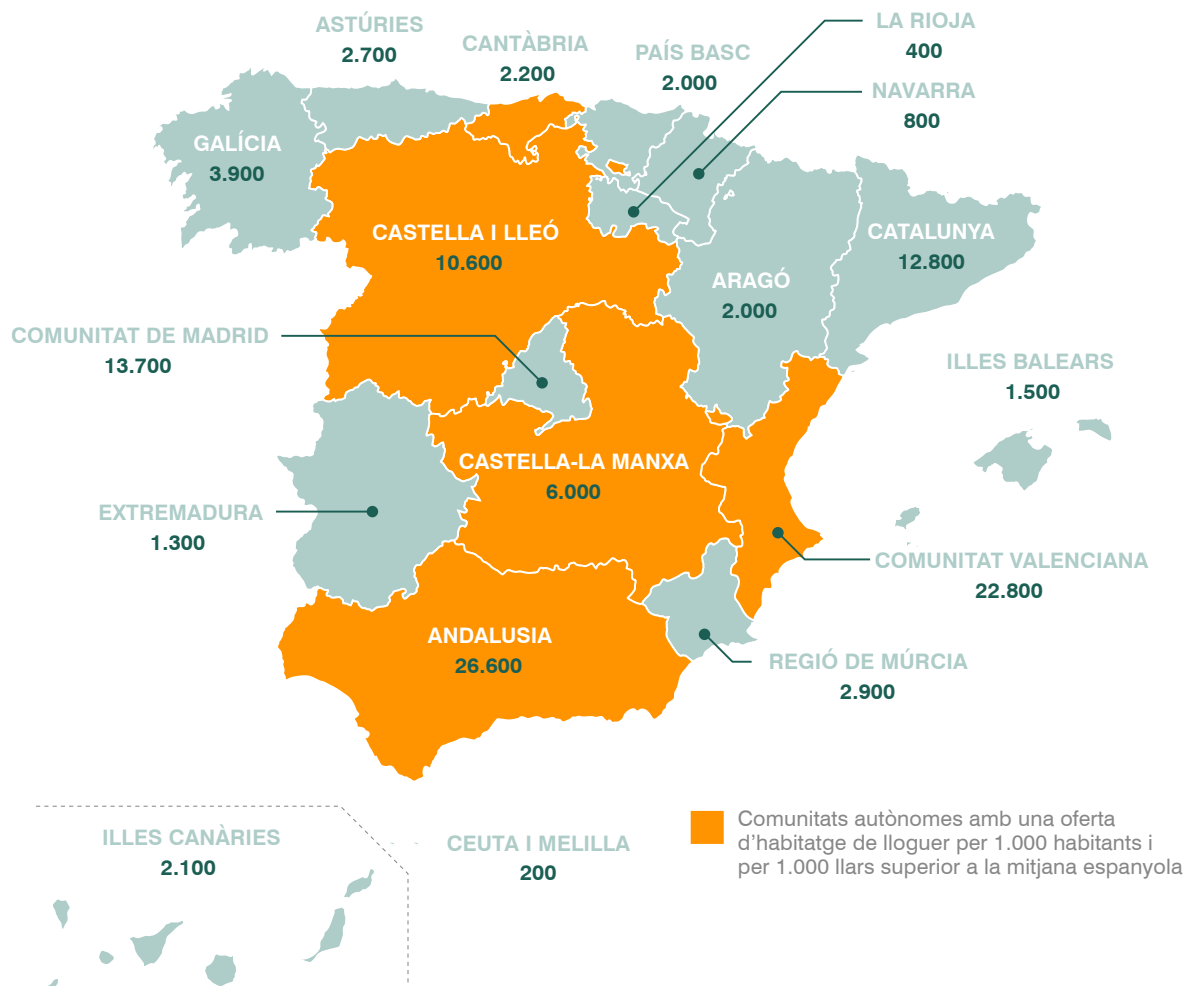 ASTÚRIES
2.700
CANTÀBRIA
2.200
PAÍS BASC
2.000
LA RIOJA
400
NAVARRA
800
GALÍCIA
3.900
CASTELLA I LLEÓ
10.600
CATALUNYA
12.800
ARAGÓ
2.000
COMUNITAT DE MADRID
13.700
ILLES BALEARS
1.500
CASTELLA-LA MANXA
6.000
EXTREMADURA
1.300
COMUNITAT VALENCIANA
22.800
ANDALUSIA
26.600
REGIÓ DE MÚRCIA
2.900
ILLES CANÀRIES
2.100
CEUTA I MELILLA
200
Comunitats autònomes amb una oferta
d’habitatge de lloguer per 1.000 habitants i
per 1.000 llars superior a la mitjana espanyola